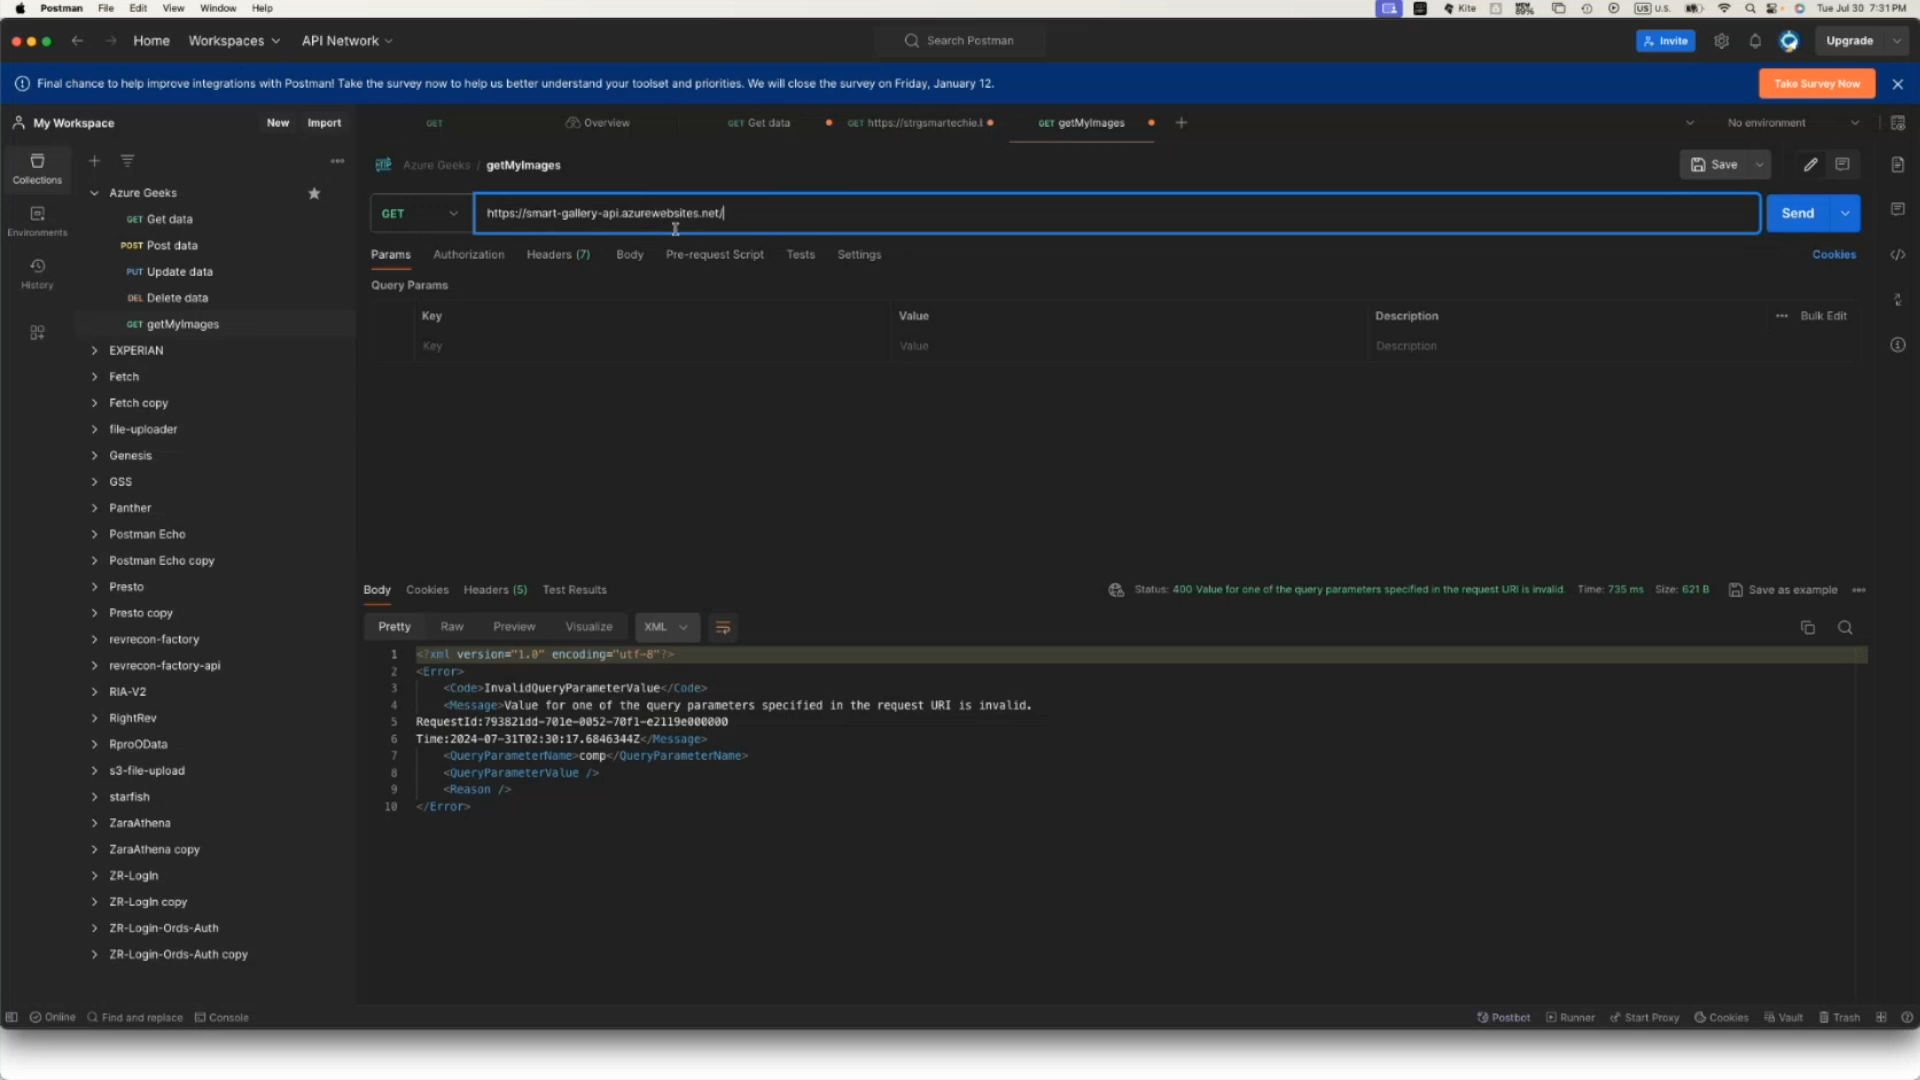 Postman File Edit View Window Help Kite U.S. Tue Jul 30 7:31 PM
Home Workspaces API Network Search Postman Invite Upgrade
Final chance to help improve integrations with Postman! Take the survey now to help us better understand your toolset and priorities. We will close the survey on Friday, January 12. Take Survey Now
My Workspace New Import GET Overview GET Get data GET https://strgsmartechie.l GET getMyImages No environment
Azure Geeks / getMyImages Save
Collections
Environments
History
Azure Geeks
GET Get data
POST Post data
PUT Update data
DEL Delete data
GET getMyImages
EXPERIAN
Fetch
Fetch copy
file-uploader
Genesis
GSS
Panther
Postman Echo
Postman Echo copy
Presto
Presto copy
revrecon-factory
revrecon-factory-api
RIA-V2
RightRev
RproOData
s3-file-upload
starfish
ZaraAthena
ZaraAthena copy
ZR-LogIn
ZR-LogIn copy
ZR-Login-Ords-Auth
ZR-Login-Ords-Auth copy
GET https://smart-gallery-api.azurewebsites.net/ Send
Params Authorization Headers (7) Body Pre-request Script Tests Settings Cookies
Query Params
Key Value Description Bulk Edit
Key Value Description
Body Cookies Headers (5) Test Results Status: 400 Value for one of the query parameters specified in the request URI is invalid. Time: 735 ms Size: 621 B Save as example
Pretty Raw Preview Visualize XML
1 <?xml version="1.0" encoding="utf-8"?>
2 <Error>
3 <Code>InvalidQueryParameterValue</Code>
4 <Message>Value for one of the query parameters specified in the request URI is invalid.
5 RequestId:793821dd-701e-0052-70f1-e2119e000000
6 Time:2024-07-31T02:30:17.6846344Z</Message>
7 <QueryParameterName>comp</QueryParameterName>
8 <QueryParameterValue />
9 <Reason />
10 </Error>
Online Find and replace Console Postbot Runner Start Proxy Cookies Vault Trash